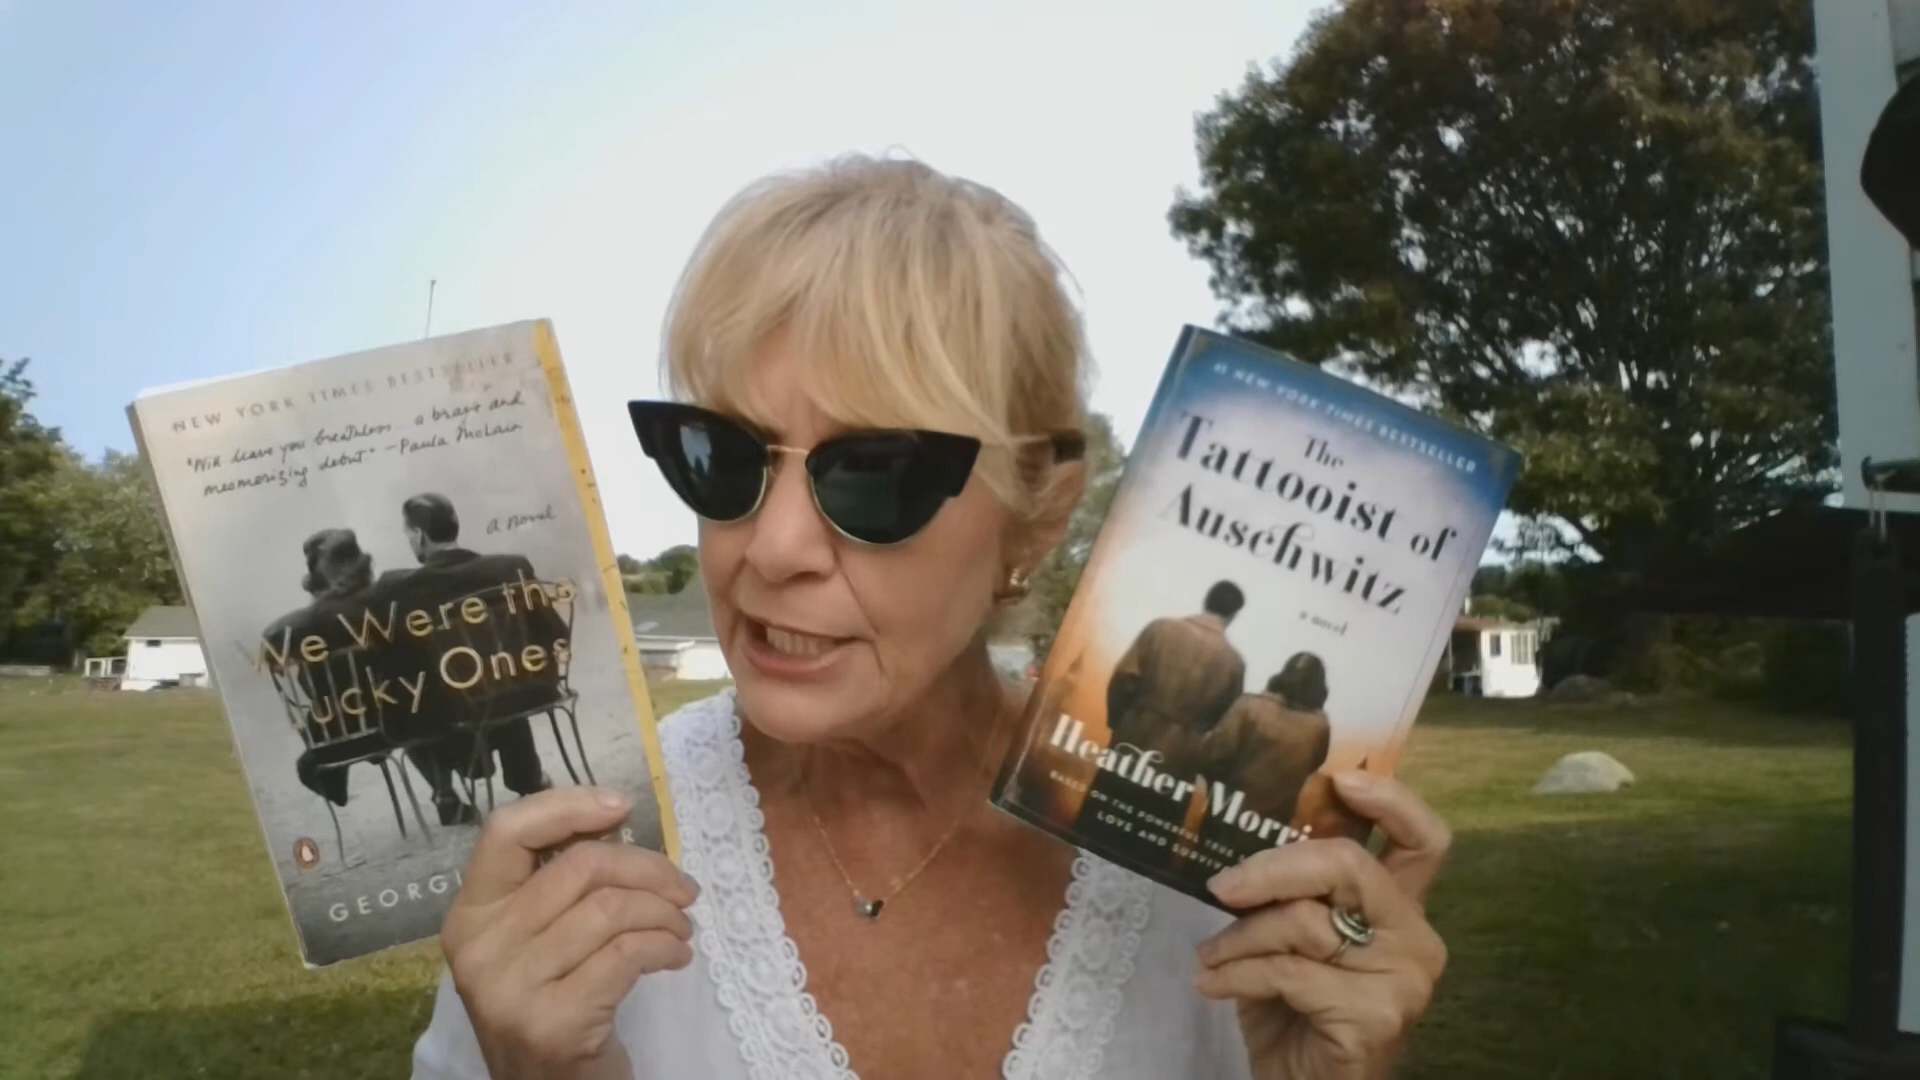 NEW YORK TIMES BESTSELLER
"Will leave you breathless... a brave and
mesmerizing debut" —Paula McLain
a novel
We Were the
Lucky Ones
GEORGI
#1 NEW YORK TIMES BESTSELLER
The
Tattooist of
Auschwitz
a novel
Heather Morri
BASED ON THE POWERFUL TRUE
LOVE AND SURVIV